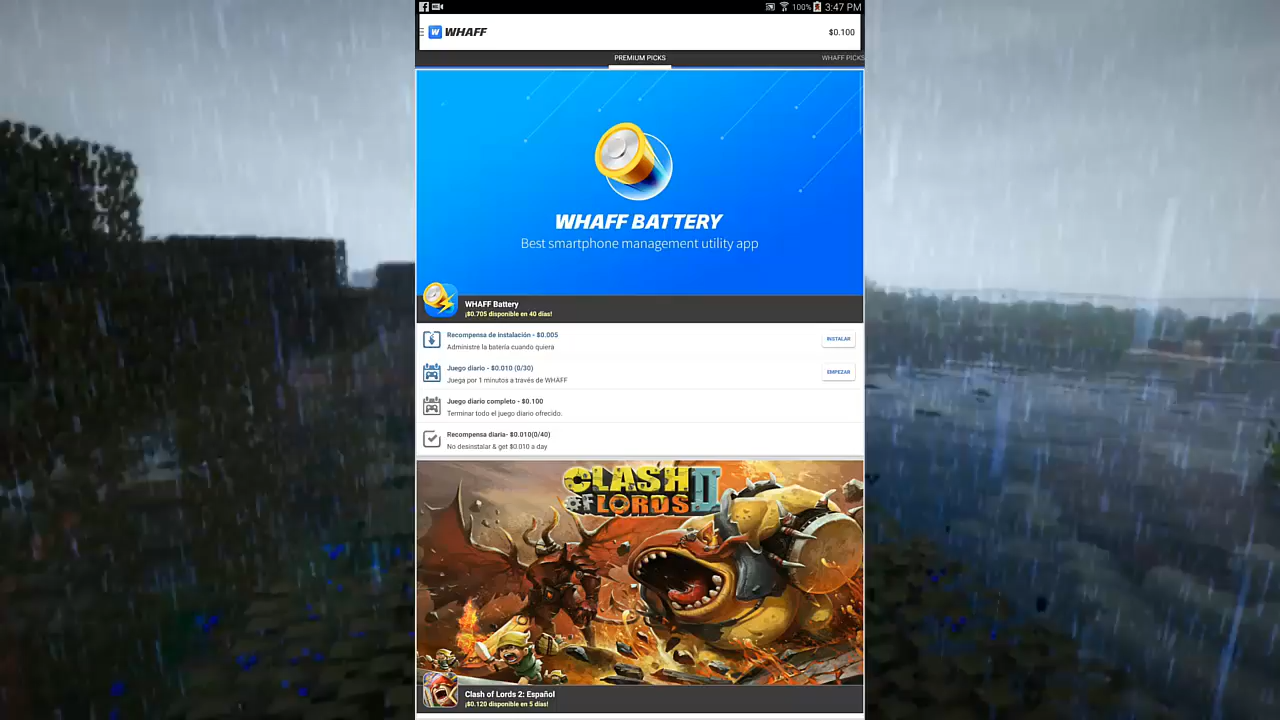 100% 3:47 PM
WHAFF
$0.100
PREMIUM PICKS
WHAFF PICKS
WHAFF BATTERY
Best smartphone management utility app
WHAFF Battery
¡$0.705 disponible en 40 días!
Recompensa de instalación - $0.005
Administre la batería cuando quiera
INSTALAR
Juego diario - $0.010 (0/30)
Juega por 1 minutos a través de WHAFF
EMPEZAR
Juego diario completo - $0.100
Terminar todo el juego diario ofrecido.
Recompensa diaria- $0.010(0/40)
No desinstalar & get $0.010 a day
CLASH
OF LORDS II
Clash of Lords 2: Español
¡$0.120 disponible en 5 días!